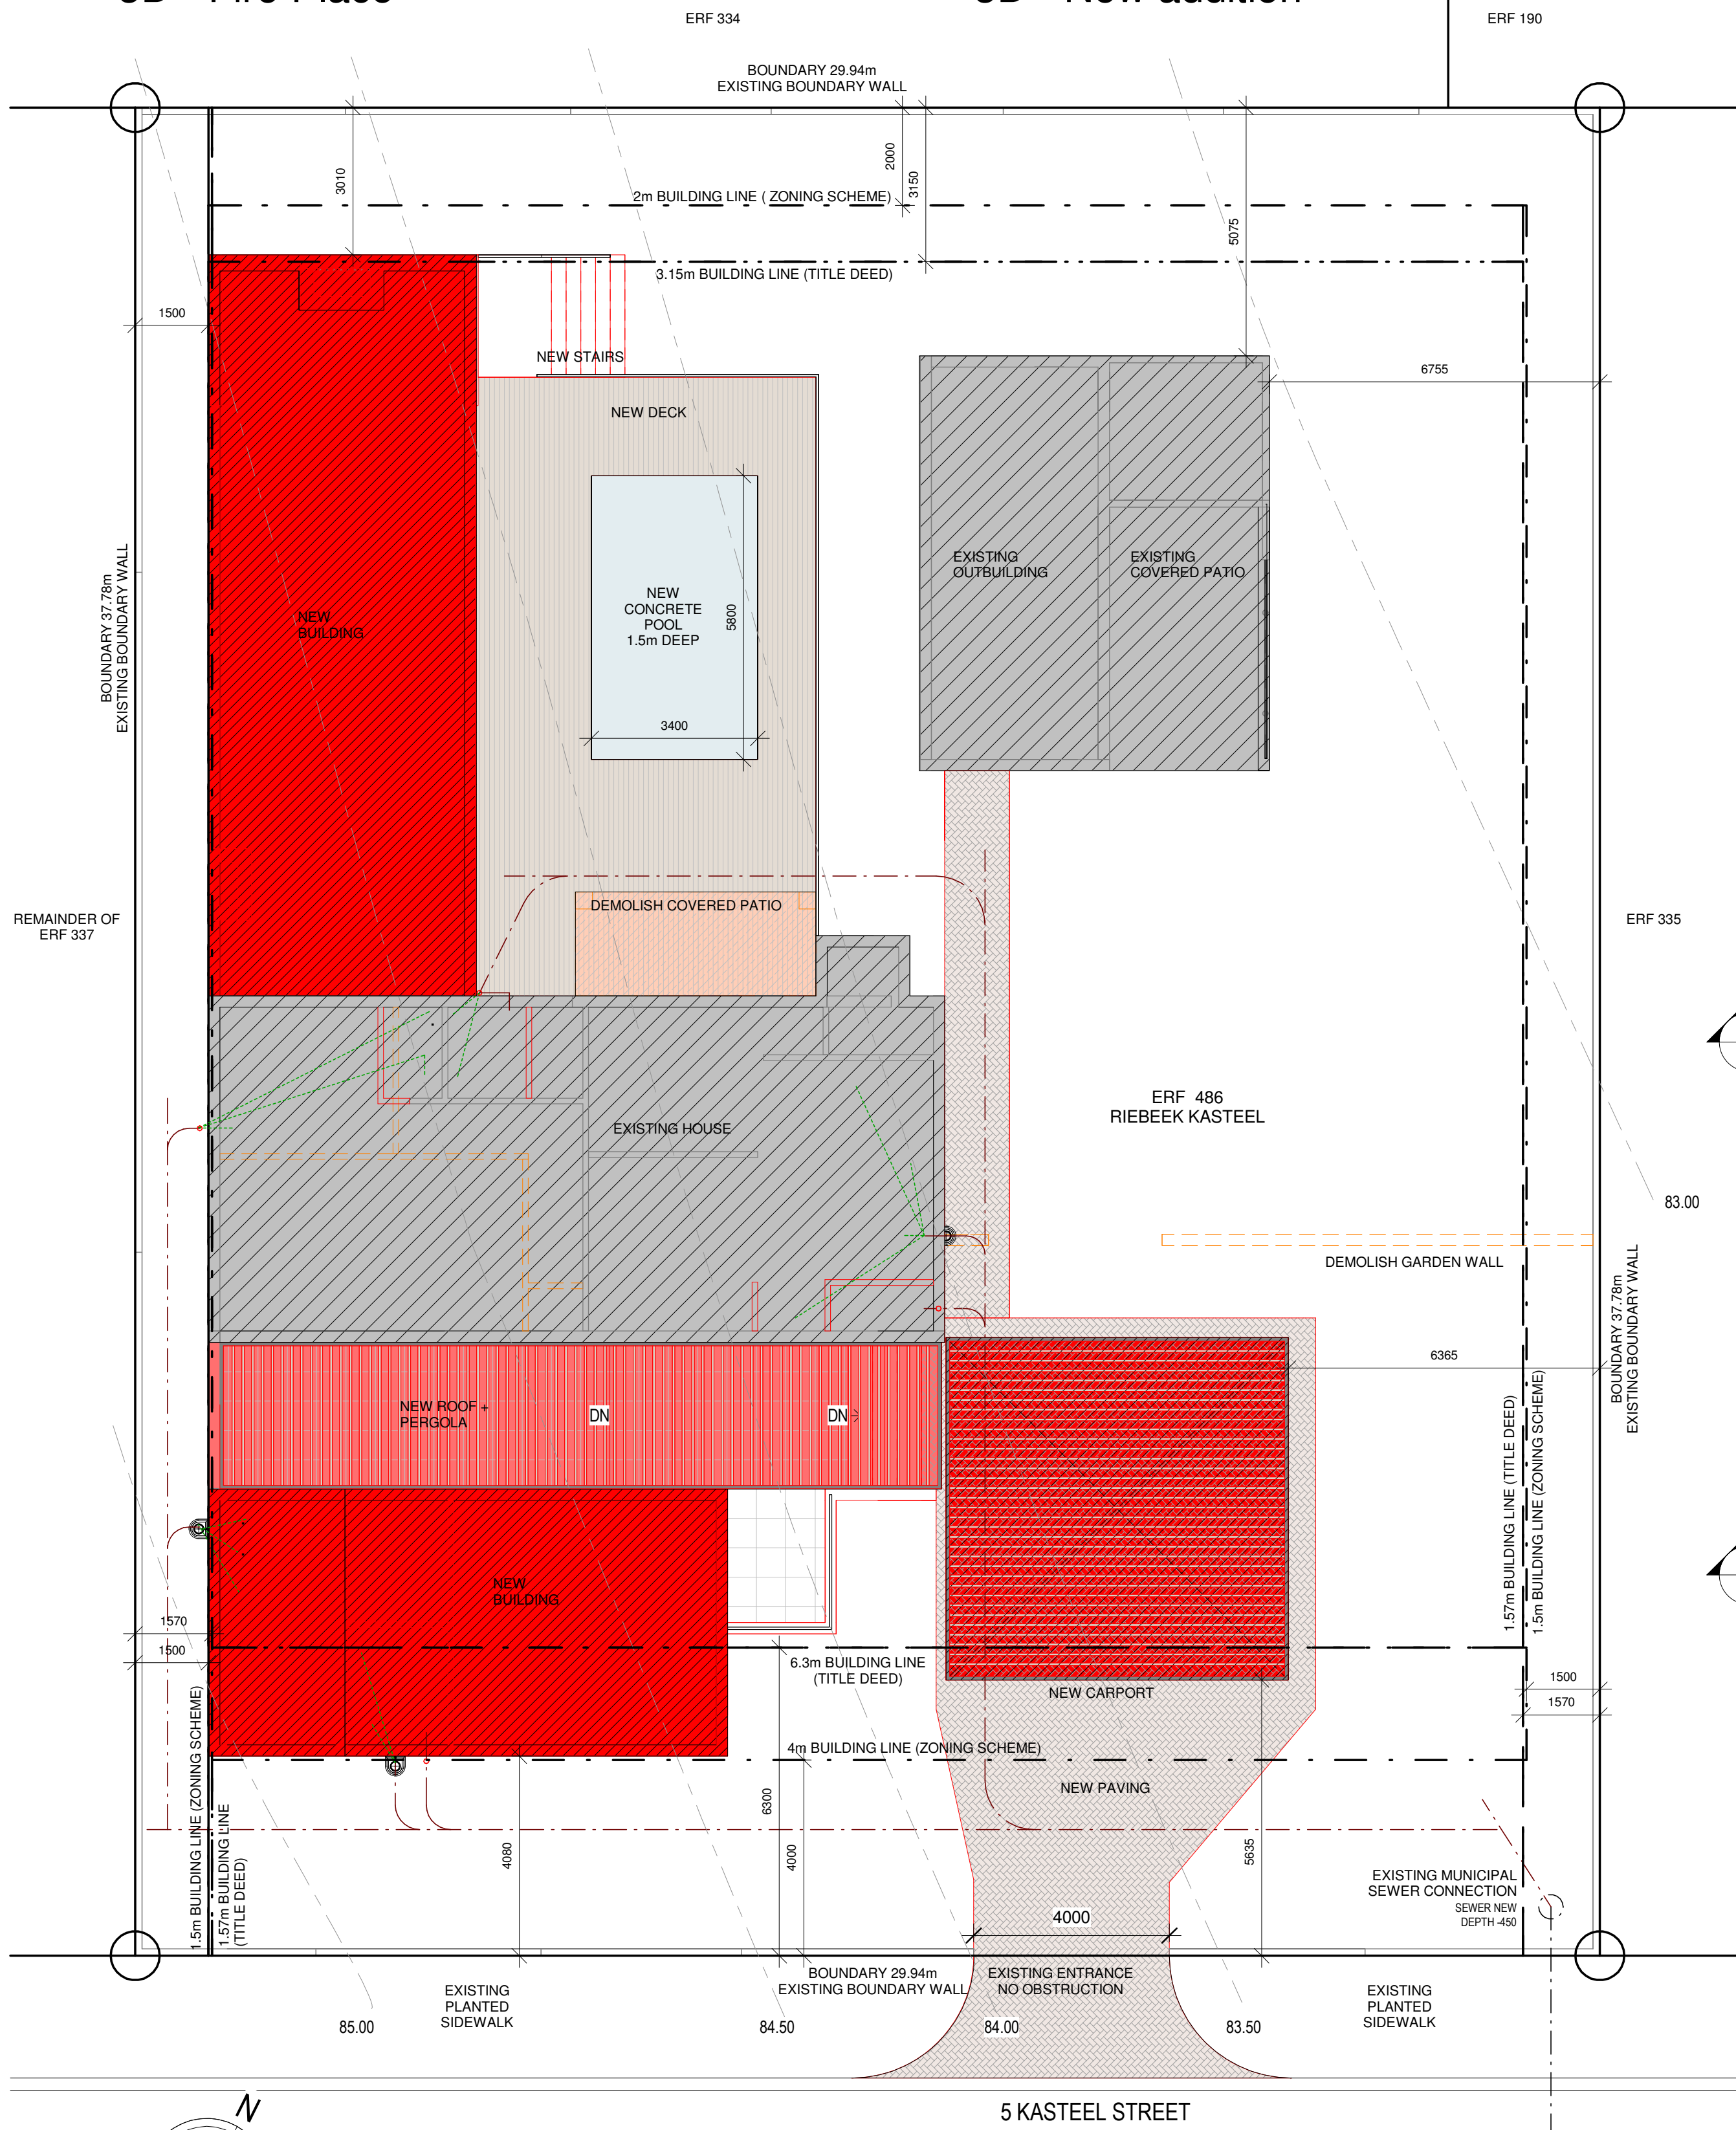 3D - Fire Place
3D - New addition
ERF 334
ERF 190
BOUNDARY 29.94m
EXISTING BOUNDARY WALL
3010
2000
3150
2m BUILDING LINE ( ZONING SCHEME)
5075
3.15m BUILDING LINE (TITLE DEED)
1500
NEW STAIRS
6755
NEW DECK
BOUNDARY 37.78m
EXISTING BOUNDARY WALL
NEW
BUILDING
NEW
CONCRETE
POOL
1.5m DEEP
5800
3400
EXISTING
OUTBUILDING
EXISTING
COVERED PATIO
DEMOLISH COVERED PATIO
REMAINDER OF
ERF 337
ERF 335
ERF 486
RIEBEEK KASTEEL
EXISTING HOUSE
83.00
DEMOLISH GARDEN WALL
BOUNDARY 37.78m
EXISTING BOUNDARY WALL
6365
NEW ROOF +
PERGOLA
DN
DN
1.57m BUILDING LINE (TITLE DEED)
1.5m BUILDING LINE (ZONING SCHEME)
NEW
BUILDING
1570
1500
6.3m BUILDING LINE
(TITLE DEED)
NEW CARPORT
1500
1570
4m BUILDING LINE (ZONING SCHEME)
NEW PAVING
1.5m BUILDING LINE (ZONING SCHEME)
1.57m BUILDING LINE
(TITLE DEED)
4080
6300
4000
5635
EXISTING MUNICIPAL
SEWER CONNECTION
SEWER NEW
DEPTH -450
4000
BOUNDARY 29.94m
EXISTING BOUNDARY WALL
EXISTING ENTRANCE
NO OBSTRUCTION
EXISTING
PLANTED
SIDEWALK
EXISTING
PLANTED
SIDEWALK
85.00
84.50
84.00
83.50
N
5 KASTEEL STREET